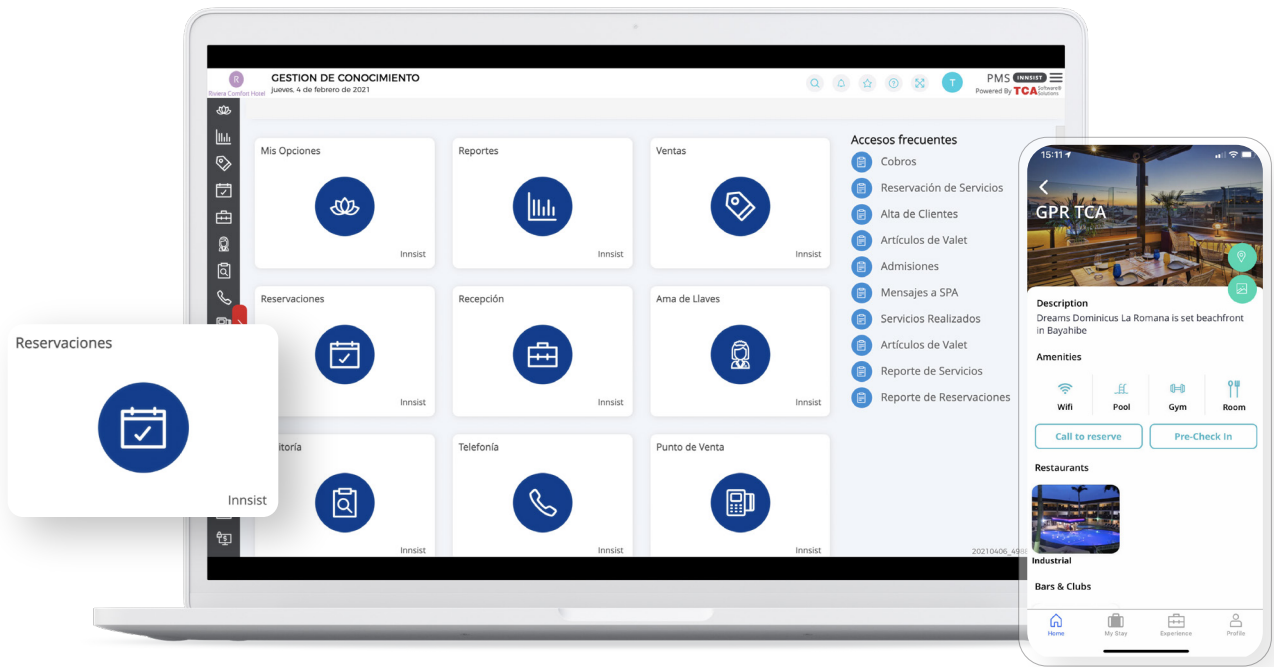 R
Rivera Comfort Hotel
GESTION DE CONOCIMIENTO
jueves, 4 de febrero de 2021
T
PMS INNSIST
Powered By TCA Software® Solutions
Mis Opciones
Innsist
Reportes
Innsist
Ventas
Innsist
Reservaciones
Innsist
Recepción
Innsist
Ama de Llaves
Innsist
itoría
Innsist
Telefonía
Innsist
Punto de Venta
Innsist
Accesos frecuentes
Cobros
Reservación de Servicios
Alta de Clientes
Artículos de Valet
Admisiones
Mensajes a SPA
Servicios Realizados
Artículos de Valet
Reporte de Servicios
Reporte de Reservaciones
Reservaciones
Innsist
15:11
GPR TCA
Description
Dreams Dominicus La Romana is set beachfront
in Bayahibe
Amenities
Wifi Pool Gym Room
Call to reserve Pre-Check In
Restaurants
Industrial
Bars & Clubs
Home My Stay Experience Profile